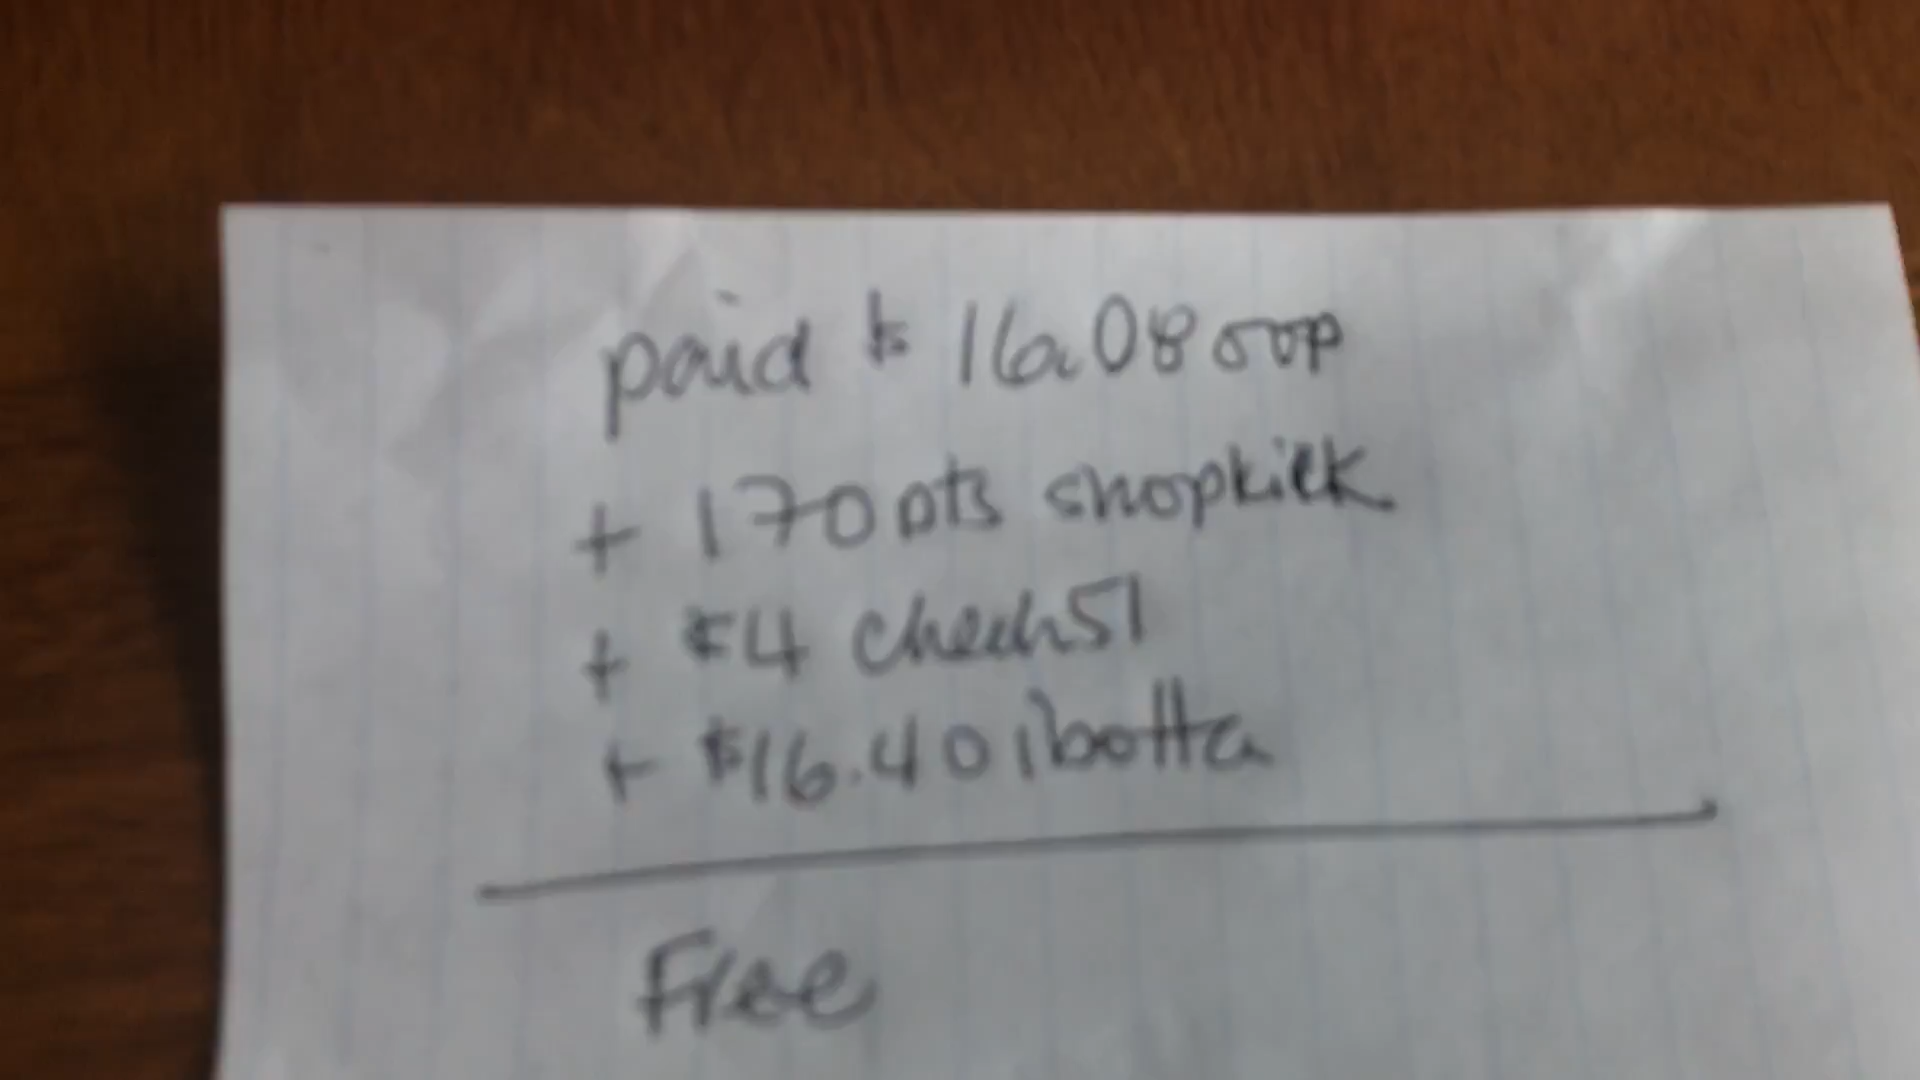 paid $16.08 oop
+ 170 pts shopkick
+ $4 check51
+ $16.40 ibotta
Free